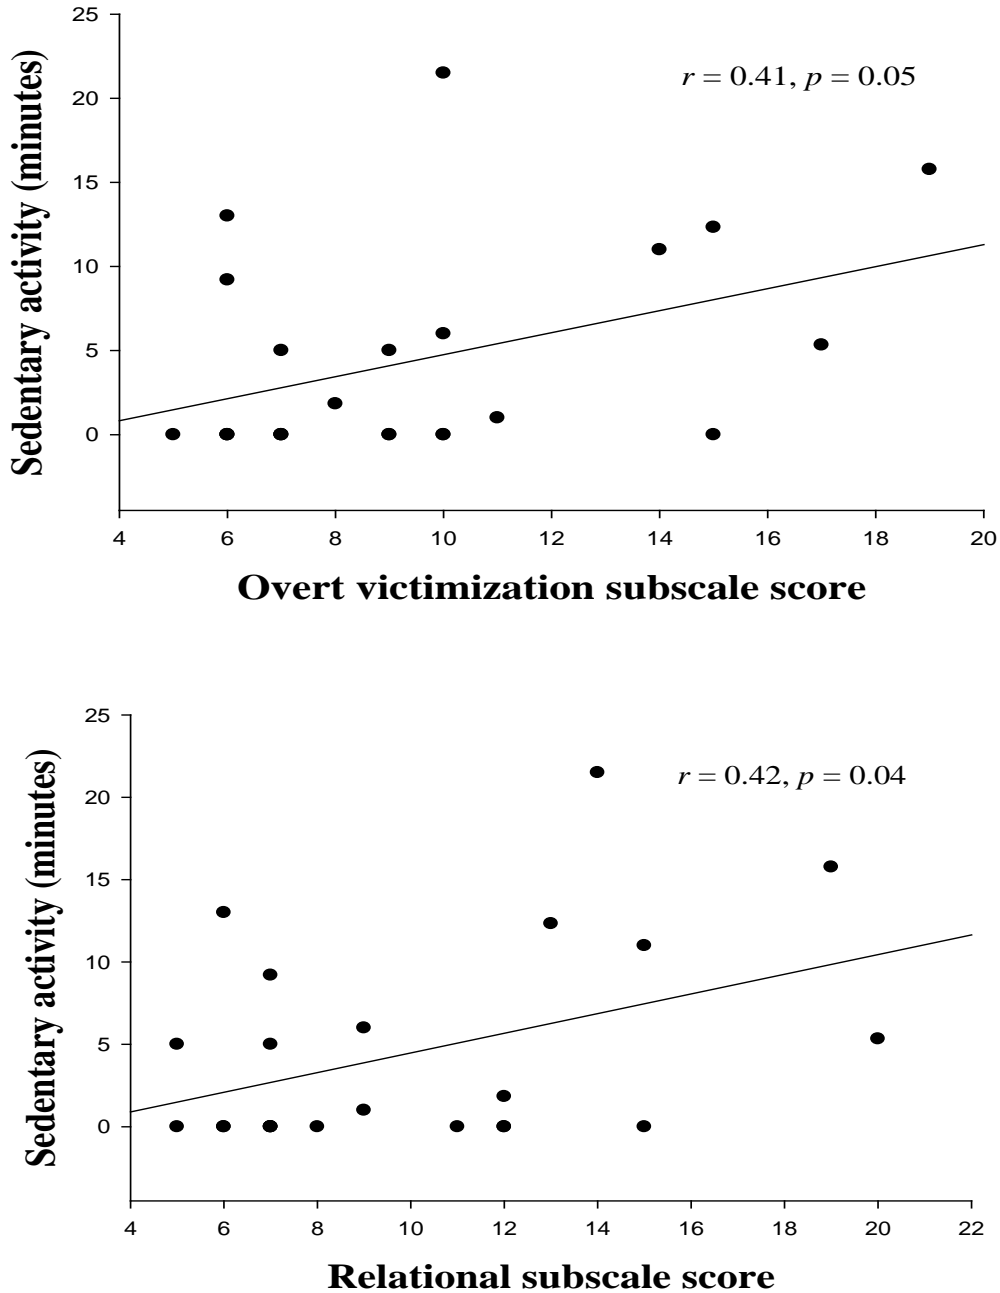 25
r = 0.41, p = 0.05
20
15
10
5
0
Sedentary activity (minutes)
4 6 8 10 12 14 16 18 20
Overt victimization subscale score
25
r = 0.42, p = 0.04
20
15
10
5
0
Sedentary activity (minutes)
4 6 8 10 12 14 16 18 20 22
Relational subscale score